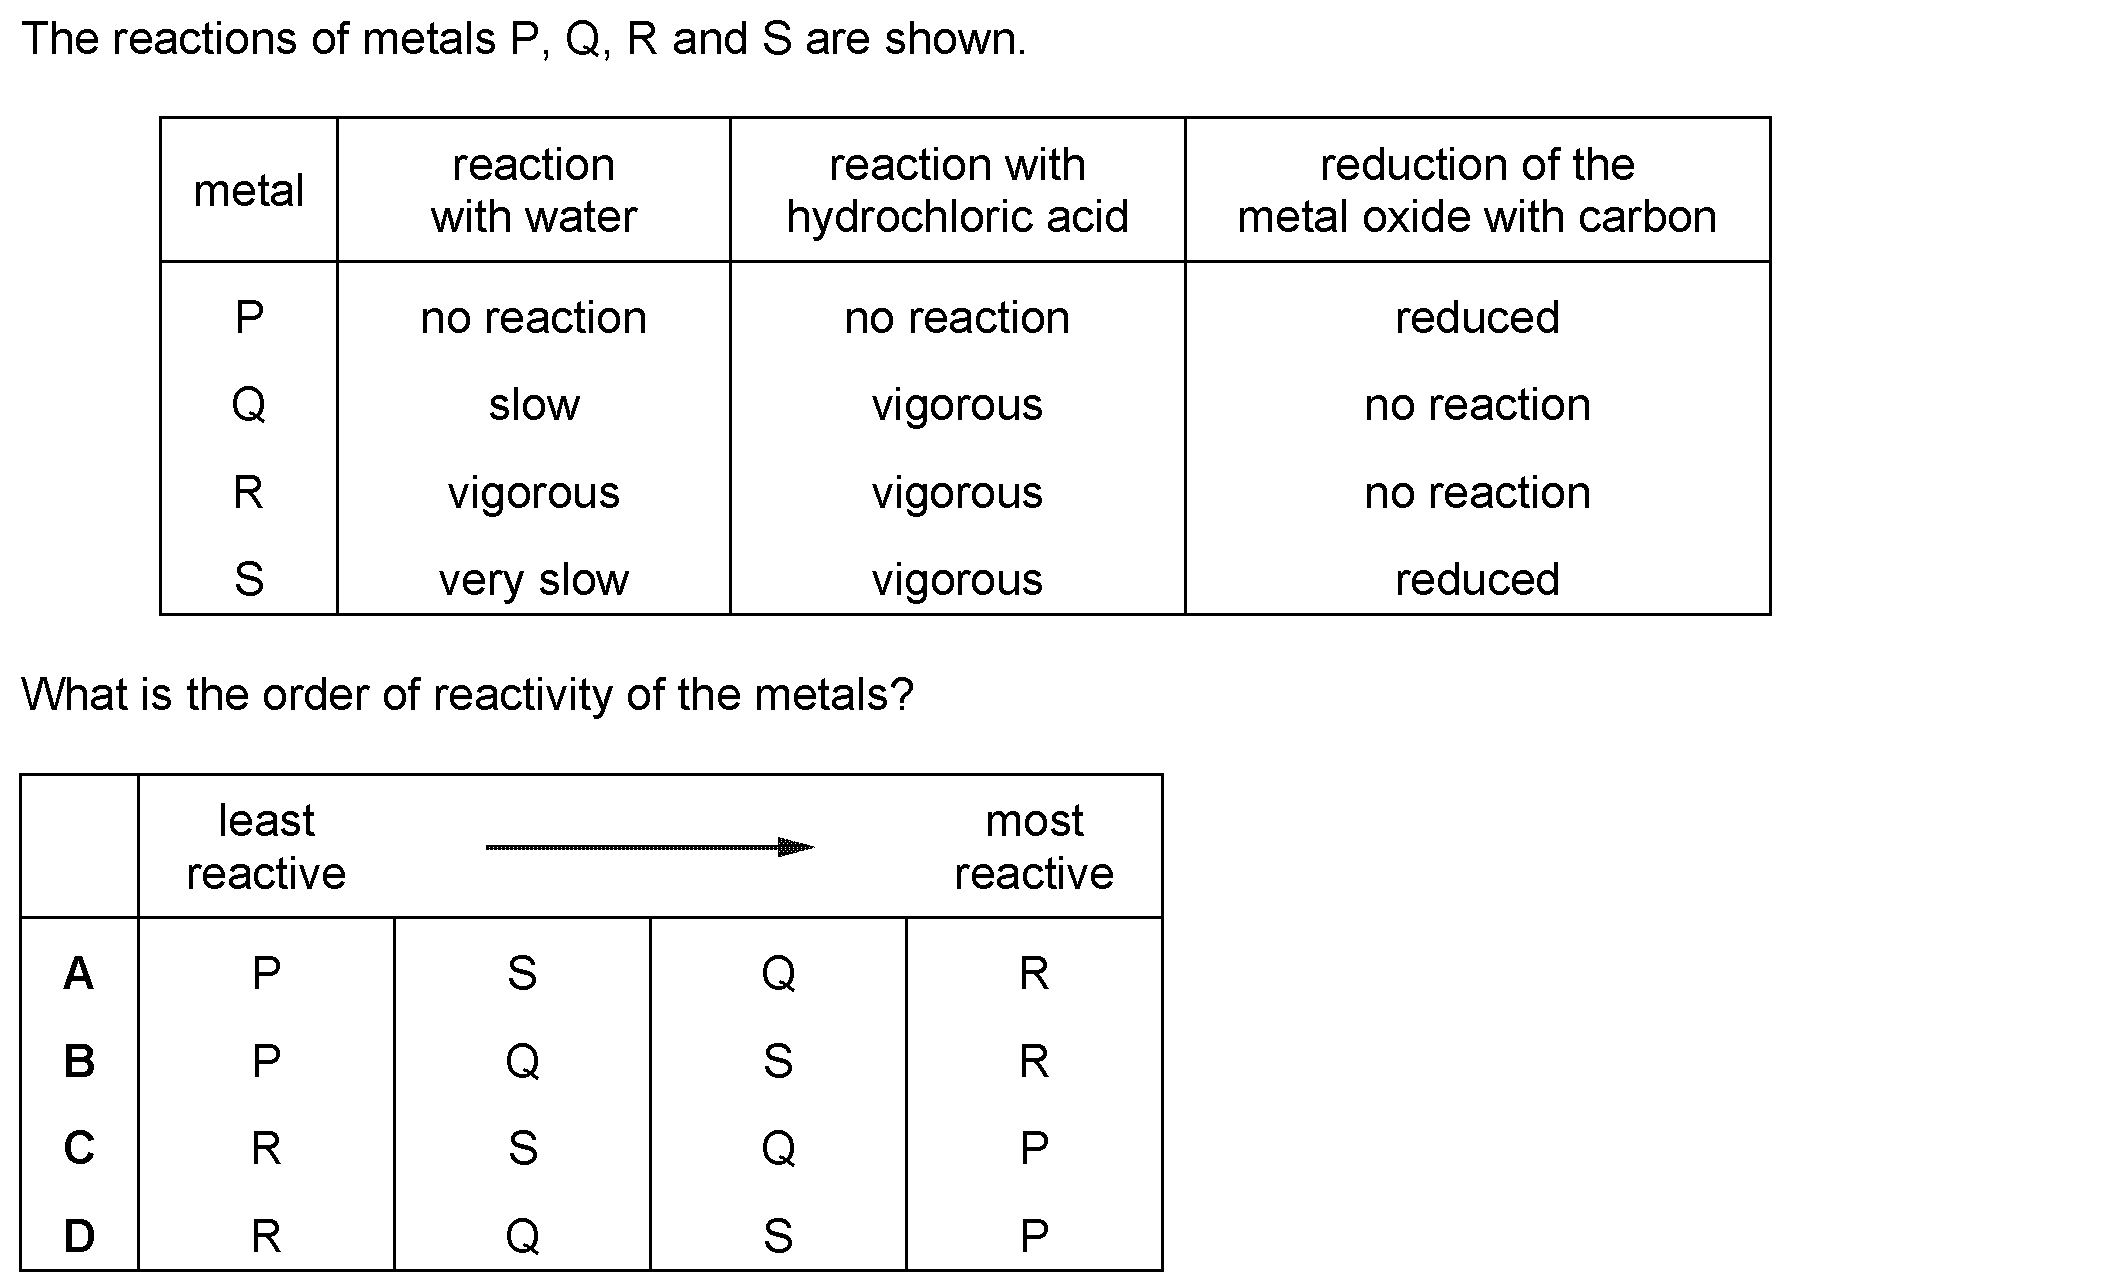 The reactions of metals P, Q, R and S are shown.
metal
reaction
with water
reaction with
hydrochloric acid
reduction of the
metal oxide with carbon
P no reaction no reaction reduced
Q slow vigorous no reaction
R vigorous vigorous no reaction
S very slow vigorous reduced
What is the order of reactivity of the metals?
least
reactive
most
reactive
A P S Q R
B P Q S R
C R S Q P
D R Q S P